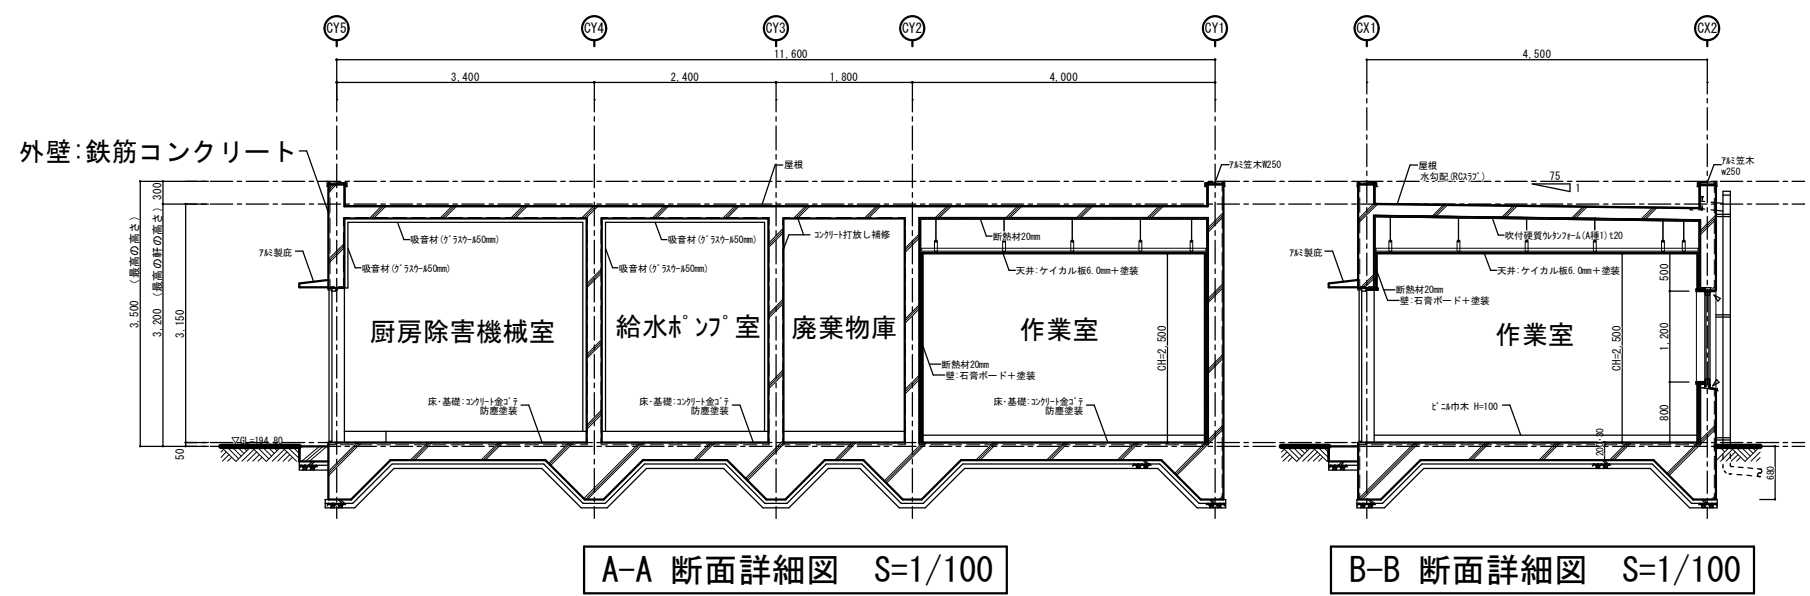 CY5
CY4
CY3
CY2
CY1
CX1
CX2
11,600
4,500
3,400
2,400
1,800
4,000
外壁:鉄筋コンクリート
屋根
アルミ笠木W250
屋根
水勾配(RCスラブ)
75
1
アルミ笠木
w250
3,500 (最高の高さ)
3,200 (最高の軒の高さ)
300
3,150
50
吸音材(グラスウール50mm)
吸音材(グラスウール50mm)
コンクリート打放し補修
断熱材20mm
吹付硬質ウレタンフォーム(A種1)t20
アルミ製庇
吸音材(グラスウール50mm)
吸音材(グラスウール50mm)
天井:ケイカル板6.0mm+塗装
アルミ製庇
天井:ケイカル板6.0mm+塗装
断熱材20mm
壁:石膏ボード+塗装
500
厨房除害機械室
給水ポンプ室
廃棄物庫
作業室
CH=2,500
作業室
CH=2,500
1,200
断熱材20mm
壁:石膏ボード+塗装
床・基礎:コンクリート金ゴテ
防塵塗装
床・基礎:コンクリート金ゴテ
防塵塗装
床・基礎:コンクリート金ゴテ
防塵塗装
ビニル巾木 H=100
800
▽GL=194.80
680
A-A 断面詳細図 S=1/100
B-B 断面詳細図 S=1/100